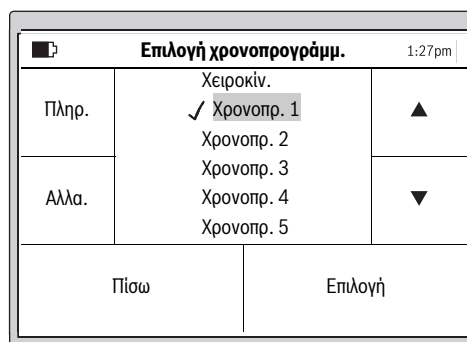 Επιλογή χρονοπρογράμμ. 1:27pm
Χειροκίν.
Πληρ.
✓ Χρονοπρ. 1
▲
Χρονοπρ. 2
Χρονοπρ. 3
Αλλα.
Χρονοπρ. 4
▼
Χρονοπρ. 5
Πίσω
Επιλογή